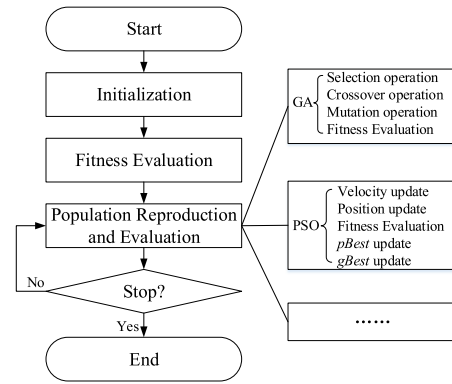 Start
Initialization
Fitness Evaluation
Population Reproduction
and Evaluation
No
Stop?
Yes
End
GA
Selection operation
Crossover operation
Mutation operation
Fitness Evaluation
PSO
Velocity update
Position update
Fitness Evaluation
pBest update
gBest update
......